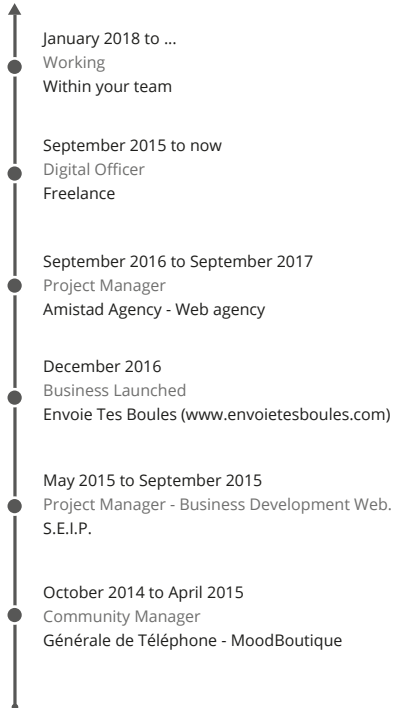 January 2018 to ...
Working
Within your team
September 2015 to now
Digital Officer
Freelance
September 2016 to September 2017
Project Manager
Amistad Agency - Web agency
December 2016
Business Launched
Envoie Tes Boules (www.envoietesboules.com)
May 2015 to September 2015
Project Manager - Business Development Web.
S.E.I.P.
October 2014 to April 2015
Community Manager
Générale de Téléphone - MoodBoutique